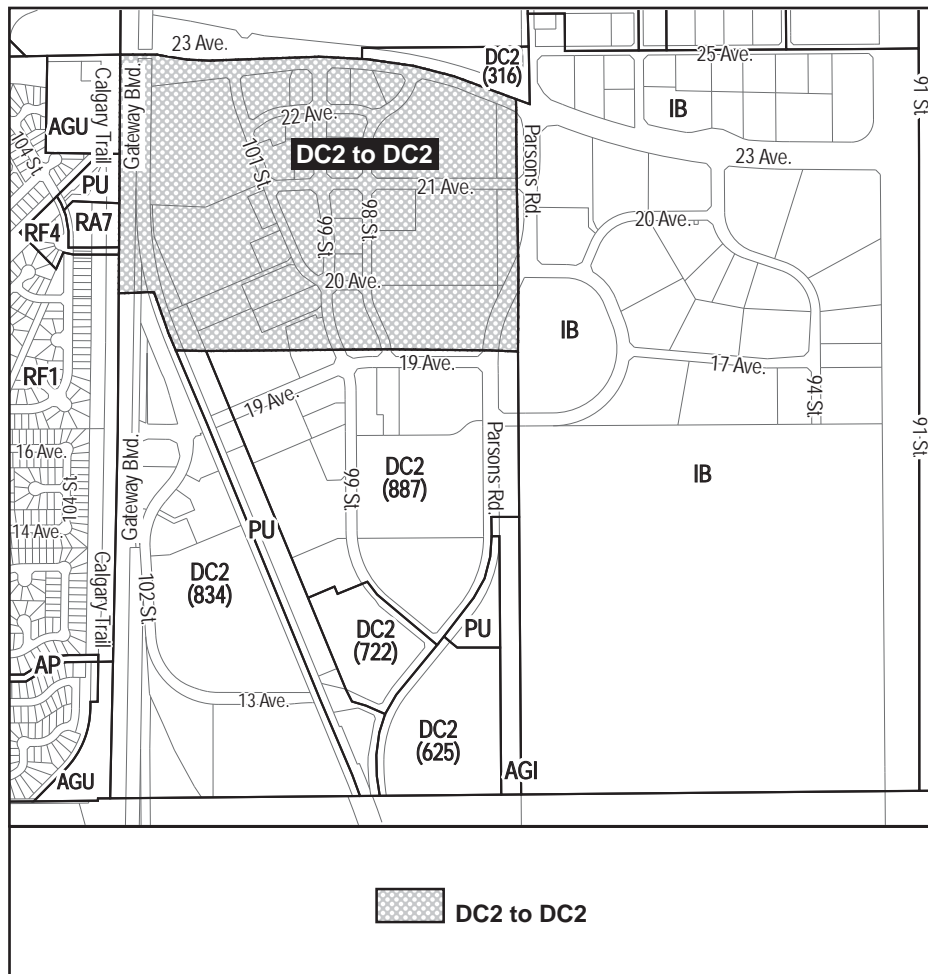 23 Ave.
DC2
(316)
25 Ave.
91 St.
Calgary Trail
Gateway Blvd.
AGU
104 St.
22 Ave.
101 St.
IB
DC2 to DC2
Parsons Rd.
23 Ave.
PU
21 Ave.
RF4
RA7
99 St.
98 St.
20 Ave.
20 Ave.
IB
RF1
19 Ave.
17 Ave.
19 Ave.
94 St.
91 St.
16 Ave.
104 St.
Gateway Blvd.
99 St.
DC2
(887)
Parsons Rd.
IB
14 Ave.
PU
Calgary Trail
102 St.
DC2
(834)
DC2
(722)
PU
AP
13 Ave.
DC2
(625)
AGU
AGI
DC2 to DC2